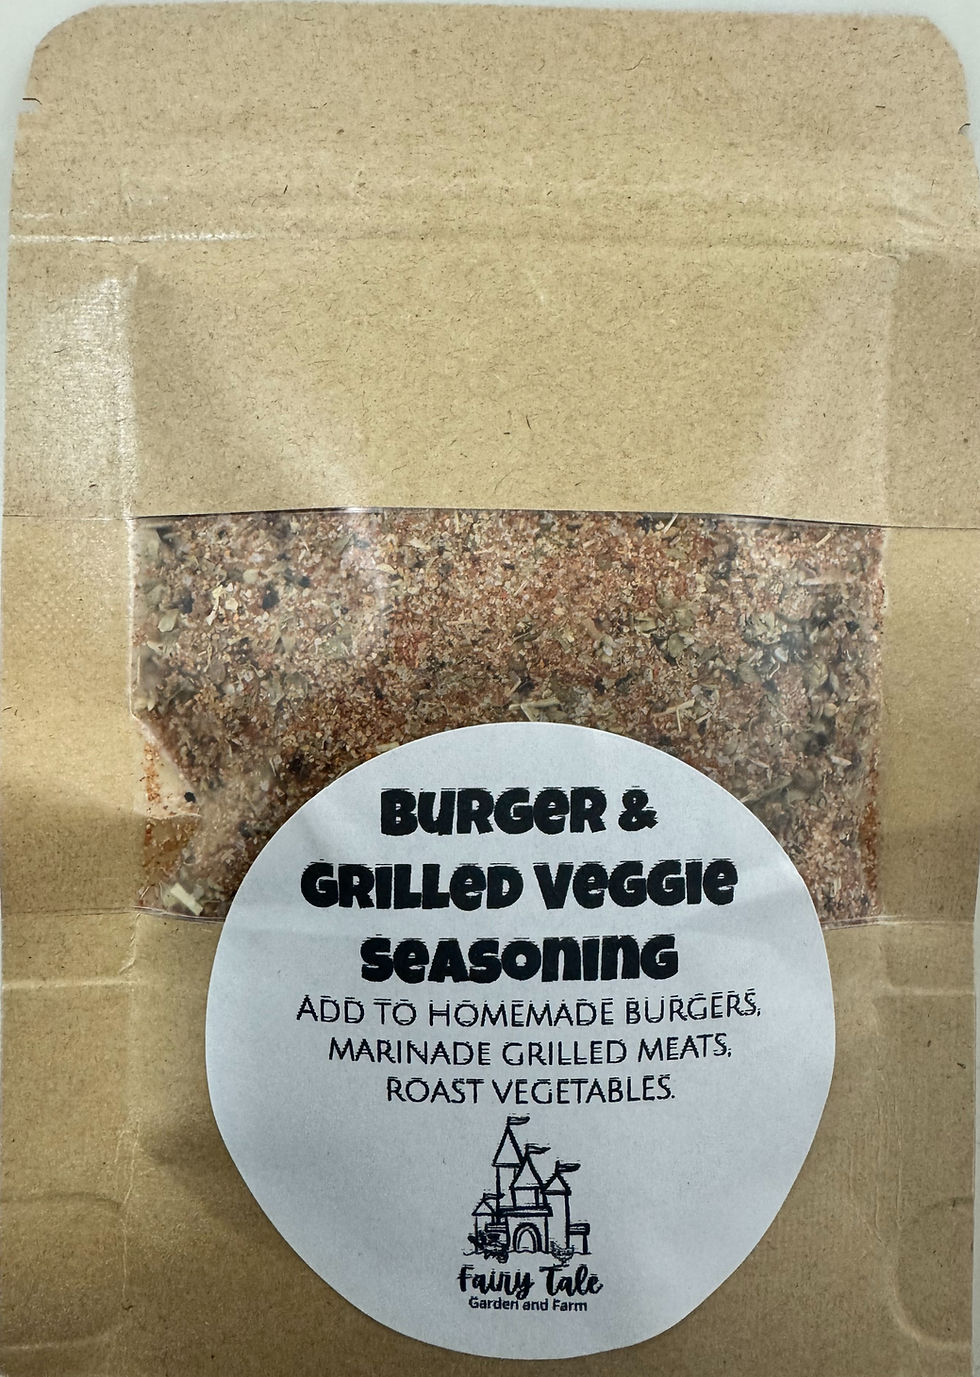 BURGER &
GRILLED VEGGIE
SEASONING
ADD TO HOMEMADE BURGERS,
MARINADE GRILLED MEATS,
ROAST VEGETABLES.
Fairy Tale
Garden and Farm